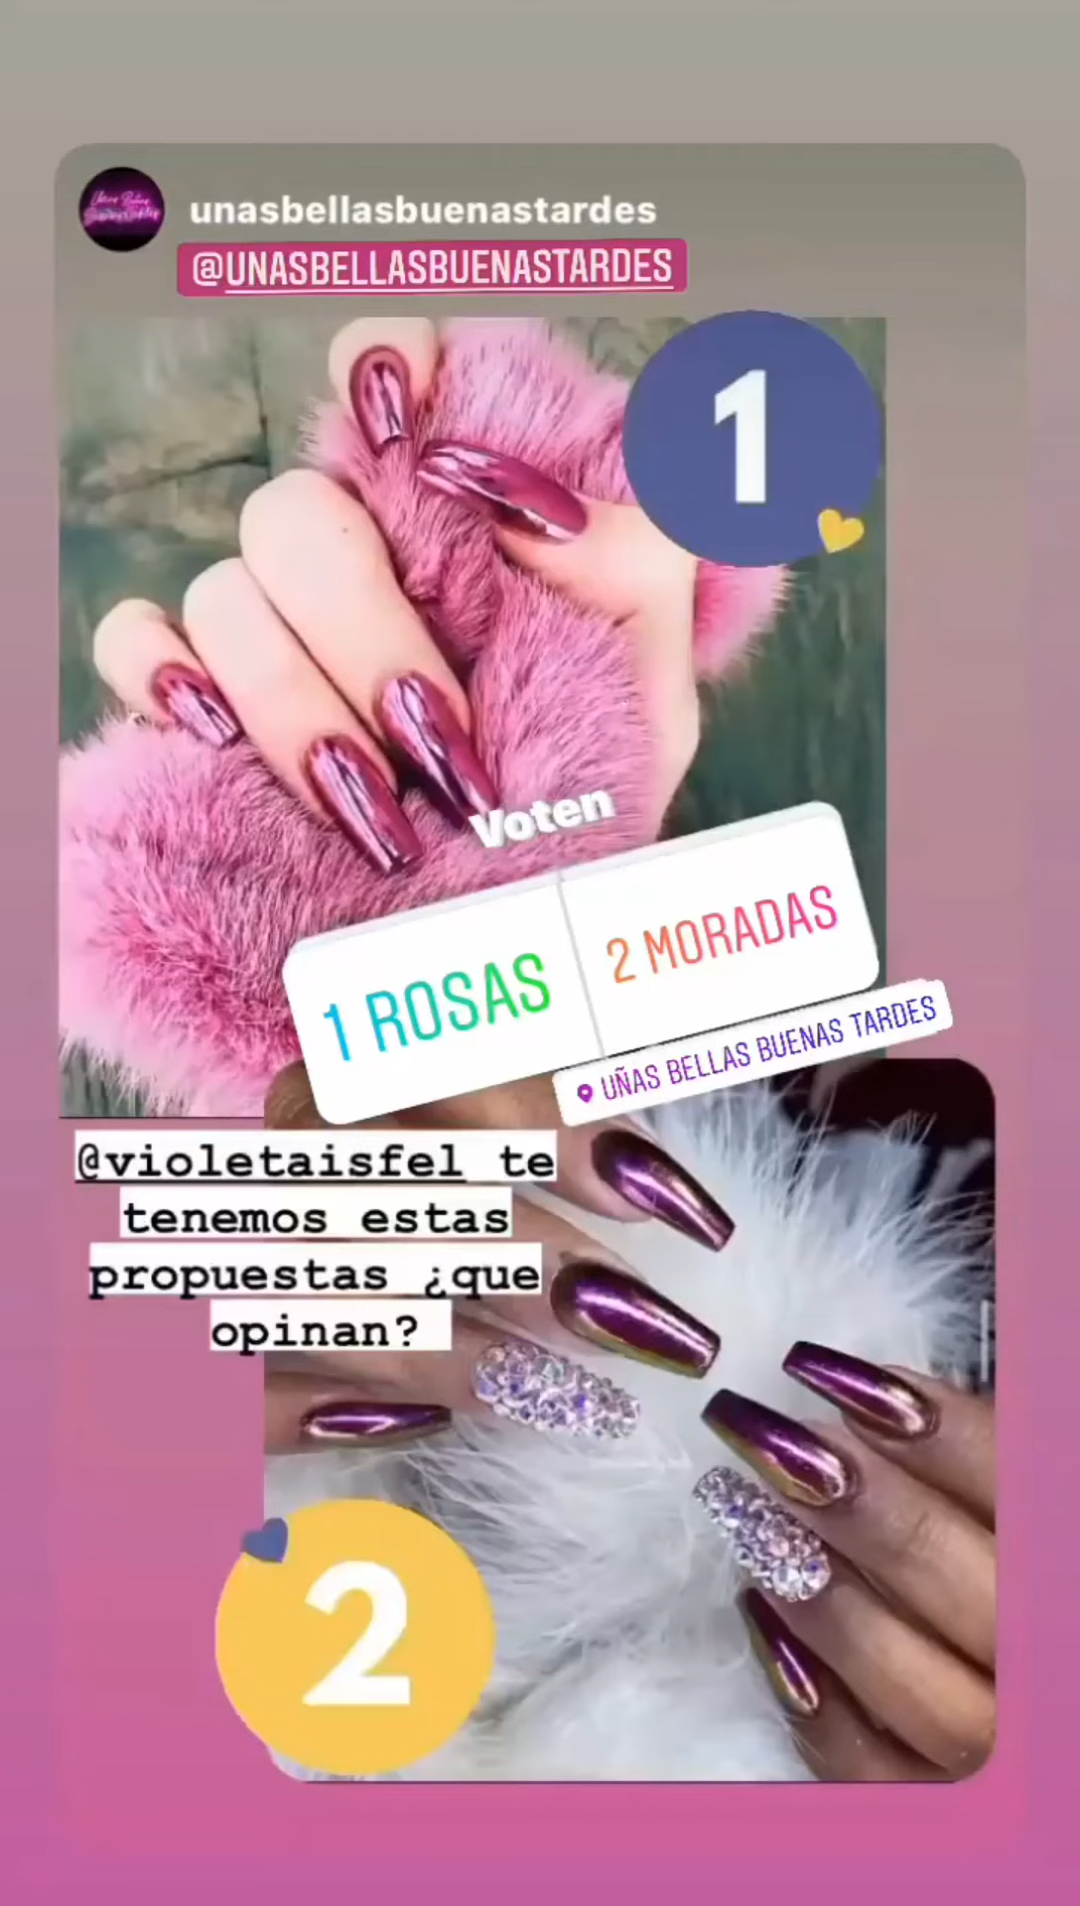 unasbellasbuenastardes
@UNASBELLASBUENASTARDES
1
Voten
1 ROSAS
2 MORADAS
UÑAS BELLAS BUENAS TARDES
@violetaisfel te
tenemos estas
propuestas ¿que
opinan?
2